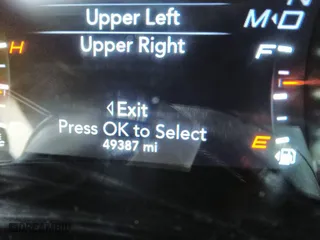 N
Upper Left
M◁D
H
Upper Right
F
◁Exit
Press OK to Select
E
49387 mi